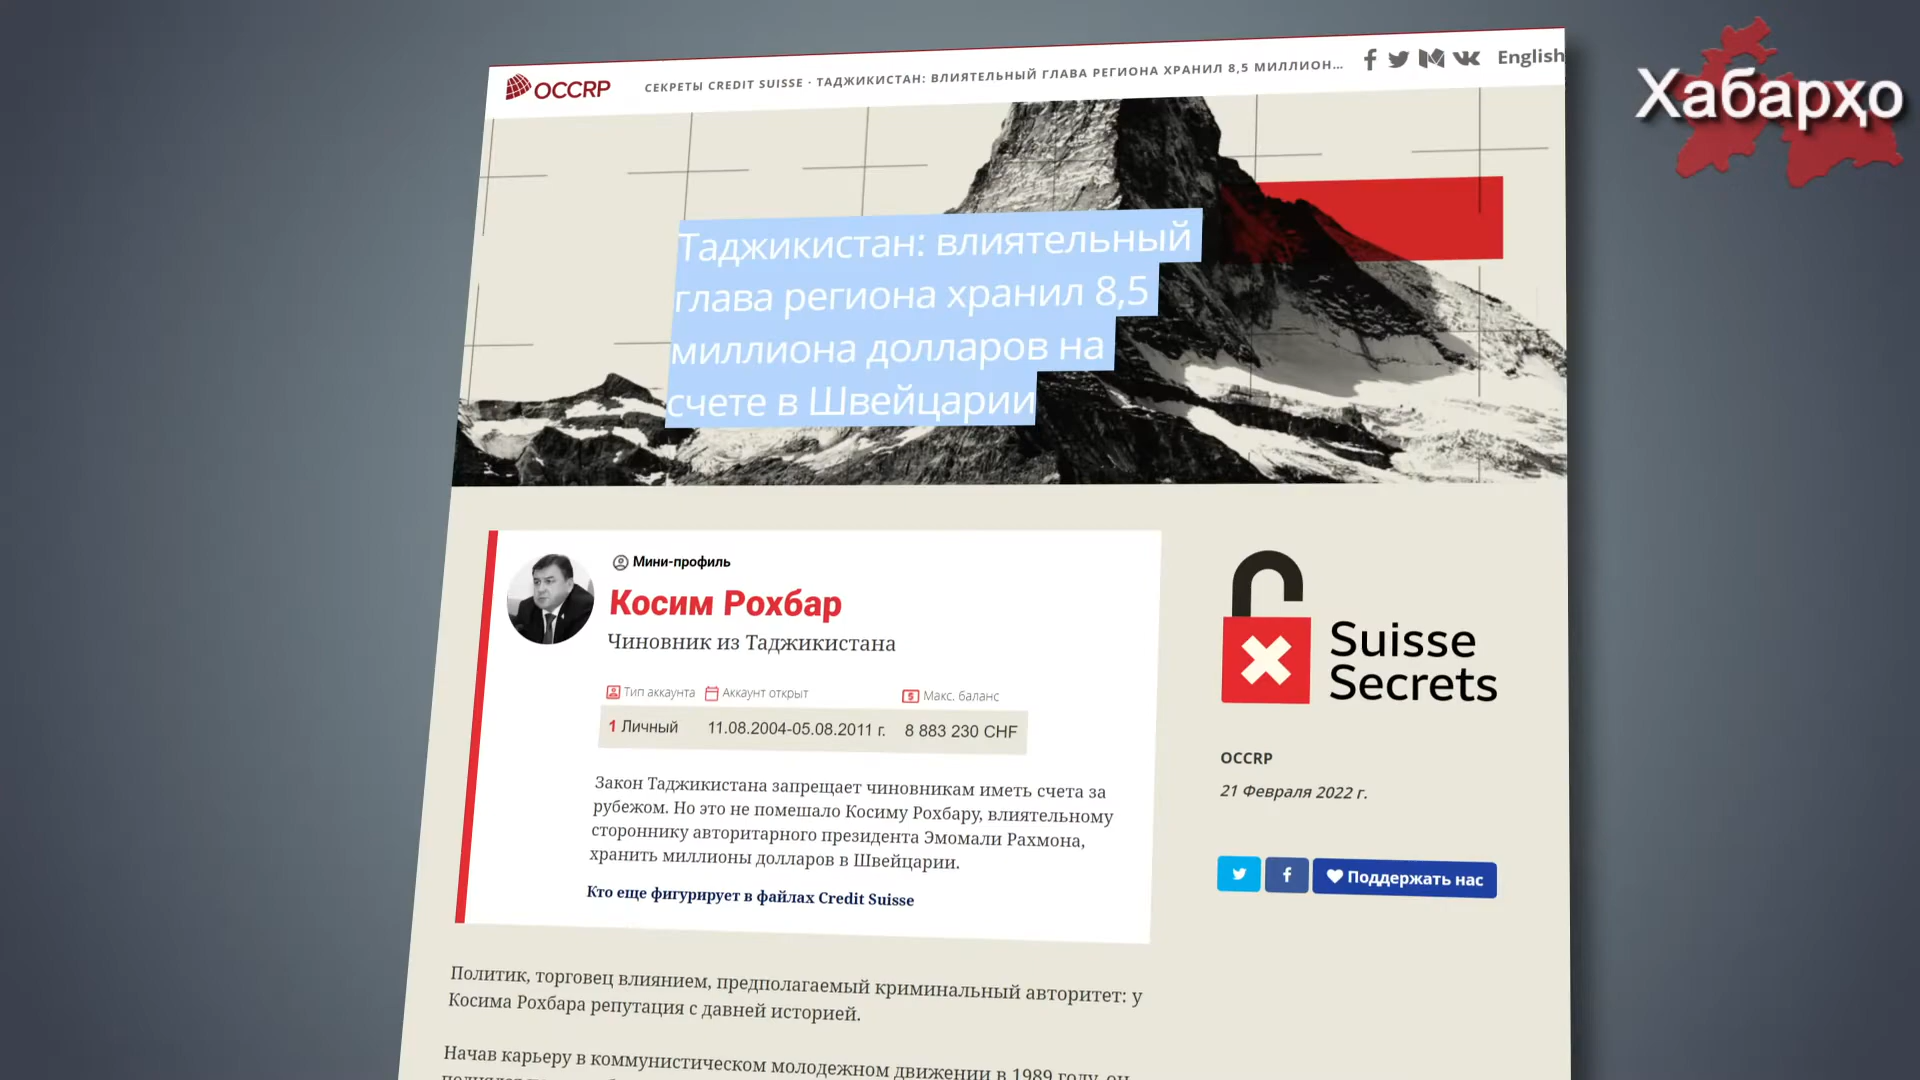 OCCRP
СЕКРЕТЫ CREDIT SUISSE · ТАДЖИКИСТАН: ВЛИЯТЕЛЬНЫЙ ГЛАВА РЕГИОНА ХРАНИЛ 8,5 МИЛЛИОН...
English
Хабарҳо
Таджикистан: влиятельный
глава региона хранил 8,5
миллиона долларов на
счете в Швейцарии
Мини-профиль
Косим Рохбар
Чиновник из Таджикистана
Тип аккаунта Аккаунт открыт Макс. баланс
1 Личный 11.08.2004-05.08.2011 г. 8 883 230 CHF
Закон Таджикистана запрещает чиновникам иметь счета за
рубежом. Но это не помешало Косиму Рохбару, влиятельному
стороннику авторитарного президента Эмомали Рахмона,
хранить миллионы долларов в Швейцарии.
Кто еще фигурирует в файлах Credit Suisse
Suisse
Secrets
OCCRP
21 Февраля 2022 г.
Поддержать нас
Политик, торговец влиянием, предполагаемый криминальный авторитет: у
Косима Рохбара репутация с давней историей.
Начав карьеру в коммунистическом молодежном движении в 1989 году, он